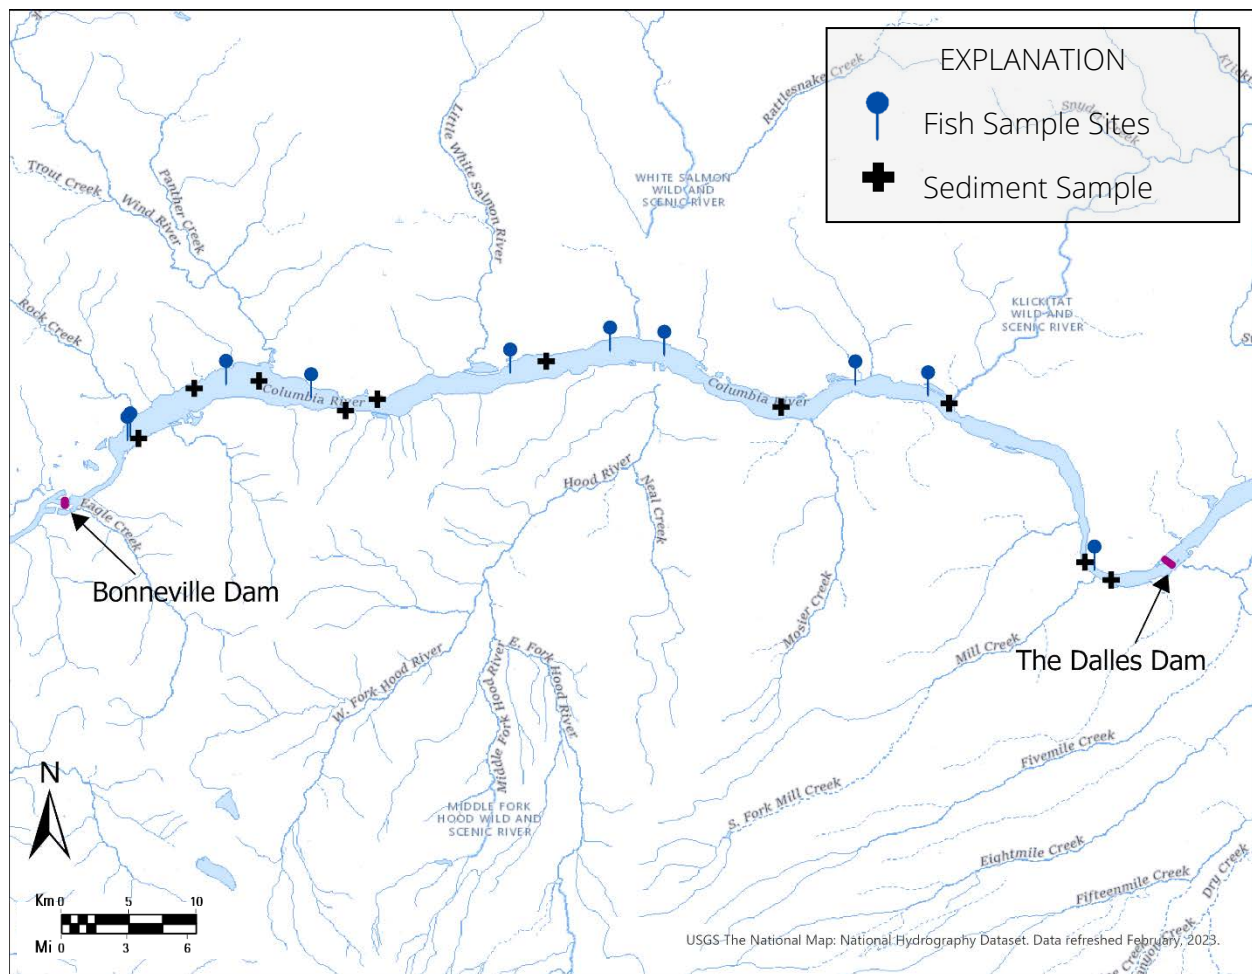 EXPLANATION
Fish Sample Sites
Sediment Sample
Rattlesnake Creek
Snyder Creek
Little White Salmon River
WHITE SALMON
WILD AND
SCENIC RIVER
Trout Creek
Panther Creek
Wind River
Rock Creek
KLICKITAT
WILD AND
SCENIC RIVER
Columbia River
Columbia River
Hood River
Neal Creek
Eagle Creek
Bonneville Dam
Mosier Creek
Mill Creek
The Dalles Dam
W. Fork Hood River
Middle Fork Hood River
E. Fork Hood River
Fivemile Creek
S. Fork Mill Creek
MIDDLE FORK
HOOD WILD AND
SCENIC RIVER
Eightmile Creek
Fifteenmile Creek
Dry Creek
Creek
N
Km 0 5 10
Mi 0 3 6
USGS The National Map: National Hydrography Dataset. Data refreshed February, 2023.